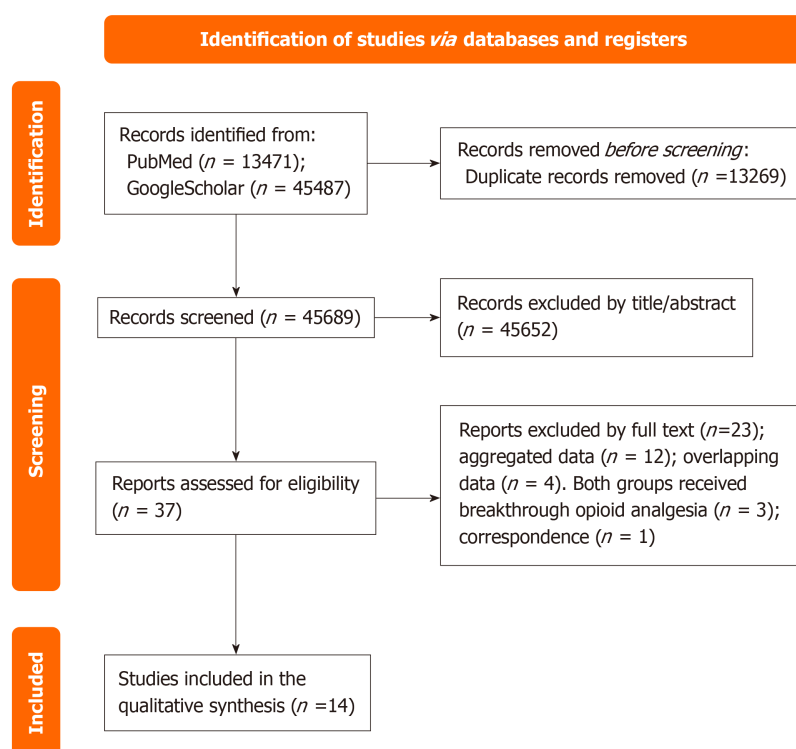 Identification of studies via databases and registers
Identification
Records identified from:
PubMed (n = 13471);
GoogleScholar (n = 45487)
Records removed before screening:
Duplicate records removed (n =13269)
Screening
Records screened (n = 45689)
Records excluded by title/abstract
(n = 45652)
Reports assessed for eligibility
(n = 37)
Reports excluded by full text (n=23);
aggregated data (n = 12); overlapping
data (n = 4). Both groups received
breakthrough opioid analgesia (n = 3);
correspondence (n = 1)
Included
Studies included in the
qualitative synthesis (n =14)